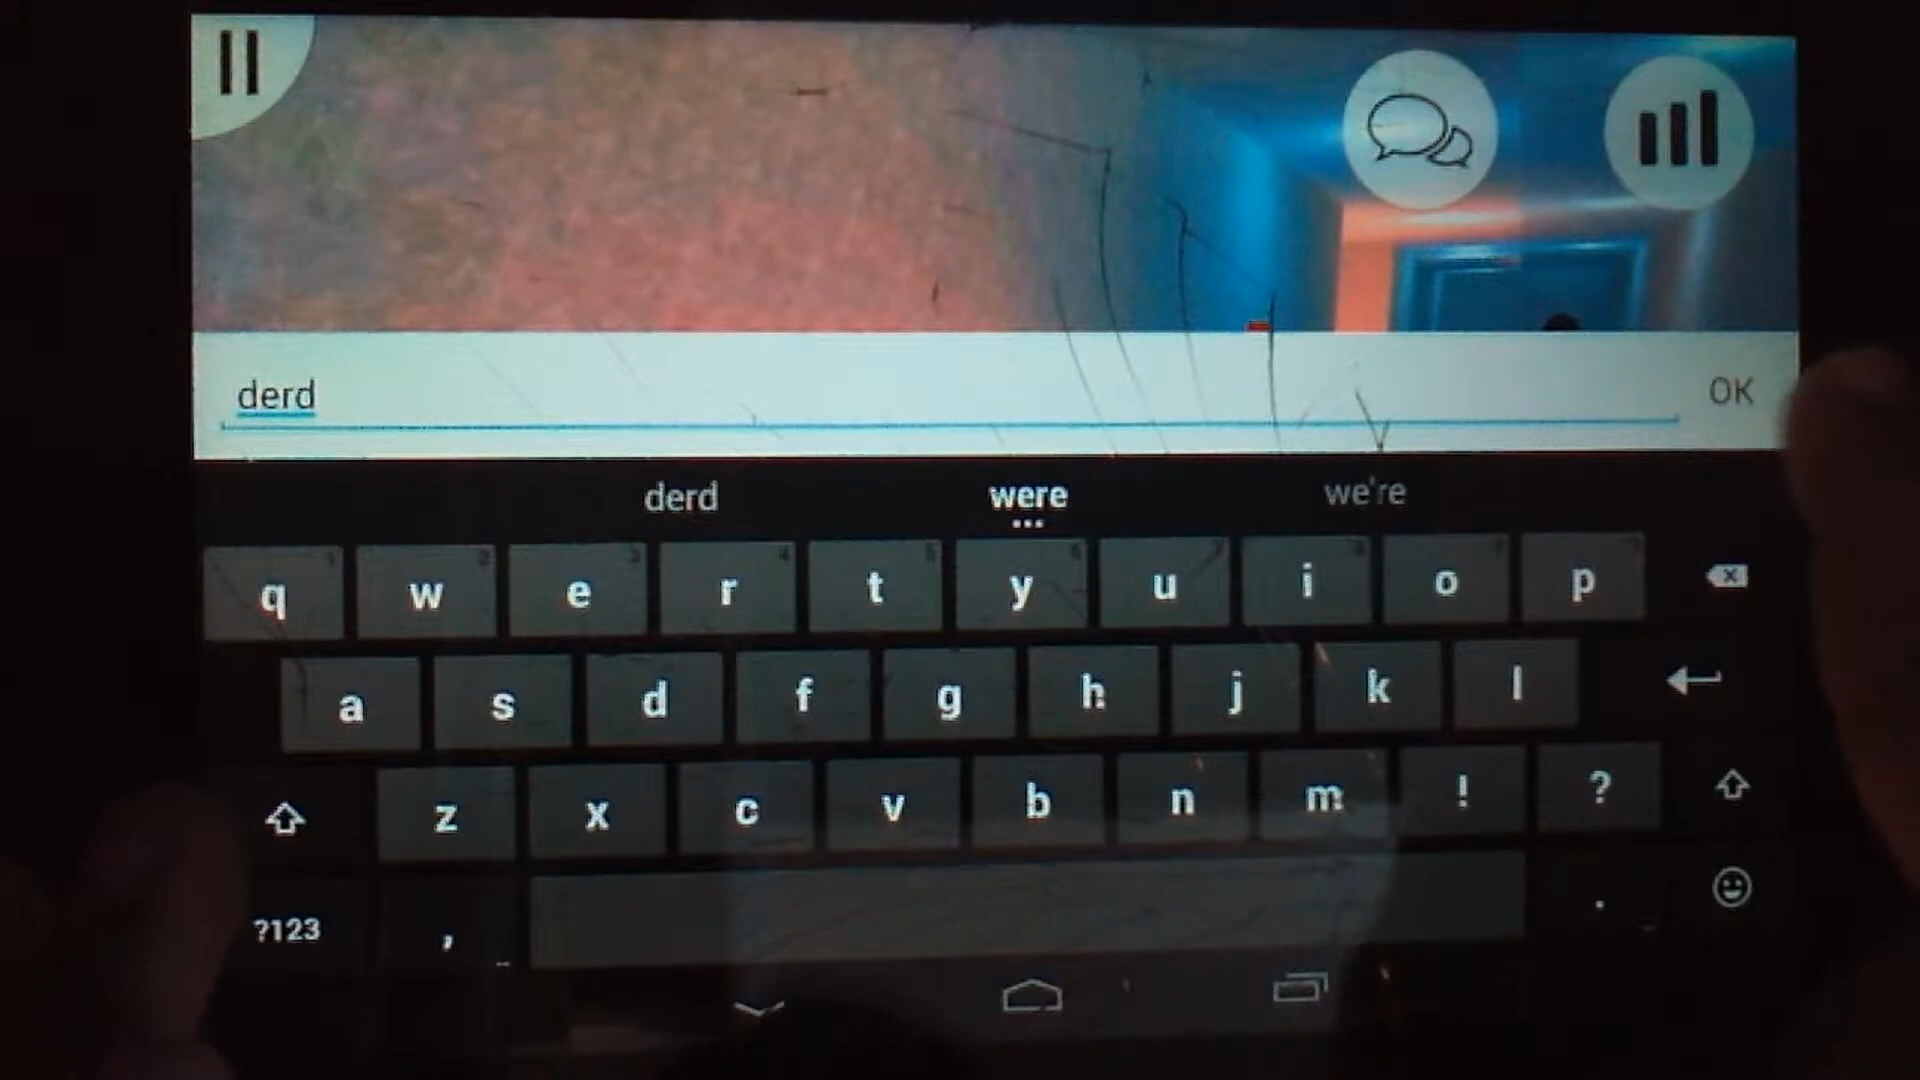 derd
OK
derd were we're
q w e r t y u i o p
a s d f g h j k l
z x c v b n m ! ?
?123 , .